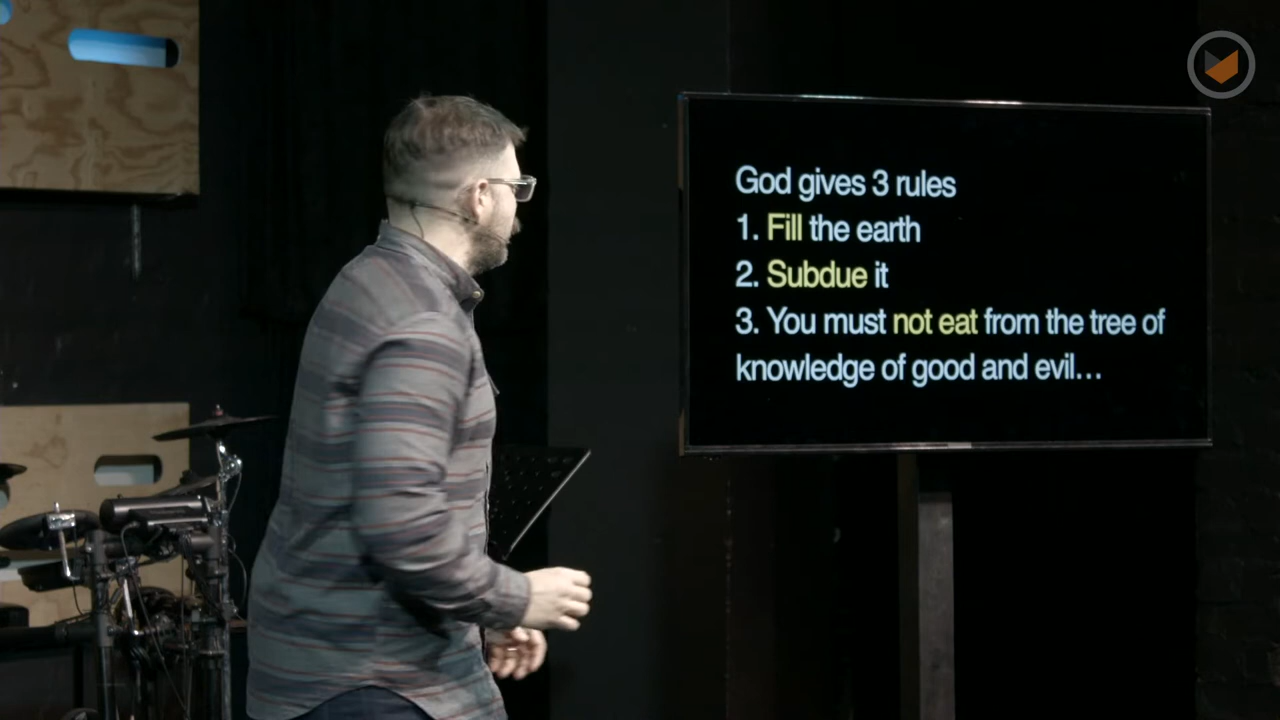 God gives 3 rules
1. Fill the earth
2. Subdue it
3. You must not eat from the tree of
knowledge of good and evil…